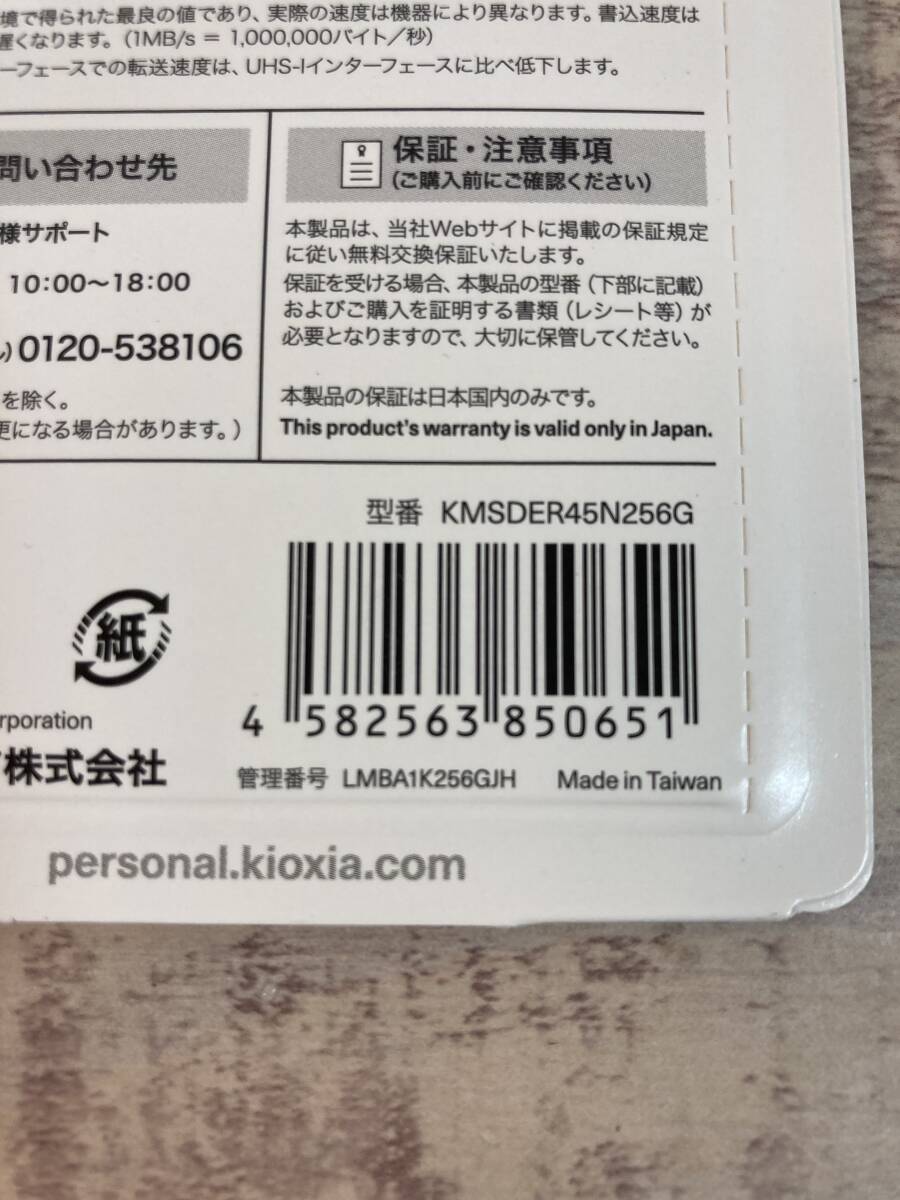 境で得られた最良の値であり、実際の速度は機器により異なります。書込速度は
遅くなります。(1MB/s = 1,000,000バイト/秒)
ーフェースでの転送速度は、UHS-Iインターフェースに比べ低下します。
問い合わせ先
様サポート
10:00〜18:00
0120-538106
を除く。
更になる場合があります。)
保証・注意事項
(ご購入前にご確認ください)
本製品は、当社Webサイトに掲載の保証規定
に従い無料交換保証いたします。
保証を受ける場合、本製品の型番(下部に記載)
およびご購入を証明する書類(レシート等)が
必要となりますので、大切に保管してください。
本製品の保証は日本国内のみです。
This product's warranty is valid only in Japan.
型番 KMSDER45N256G
紙
4 582563 850651
rporation
株式会社
管理番号 LMBA1K256GJH Made in Taiwan
personal.kioxia.com